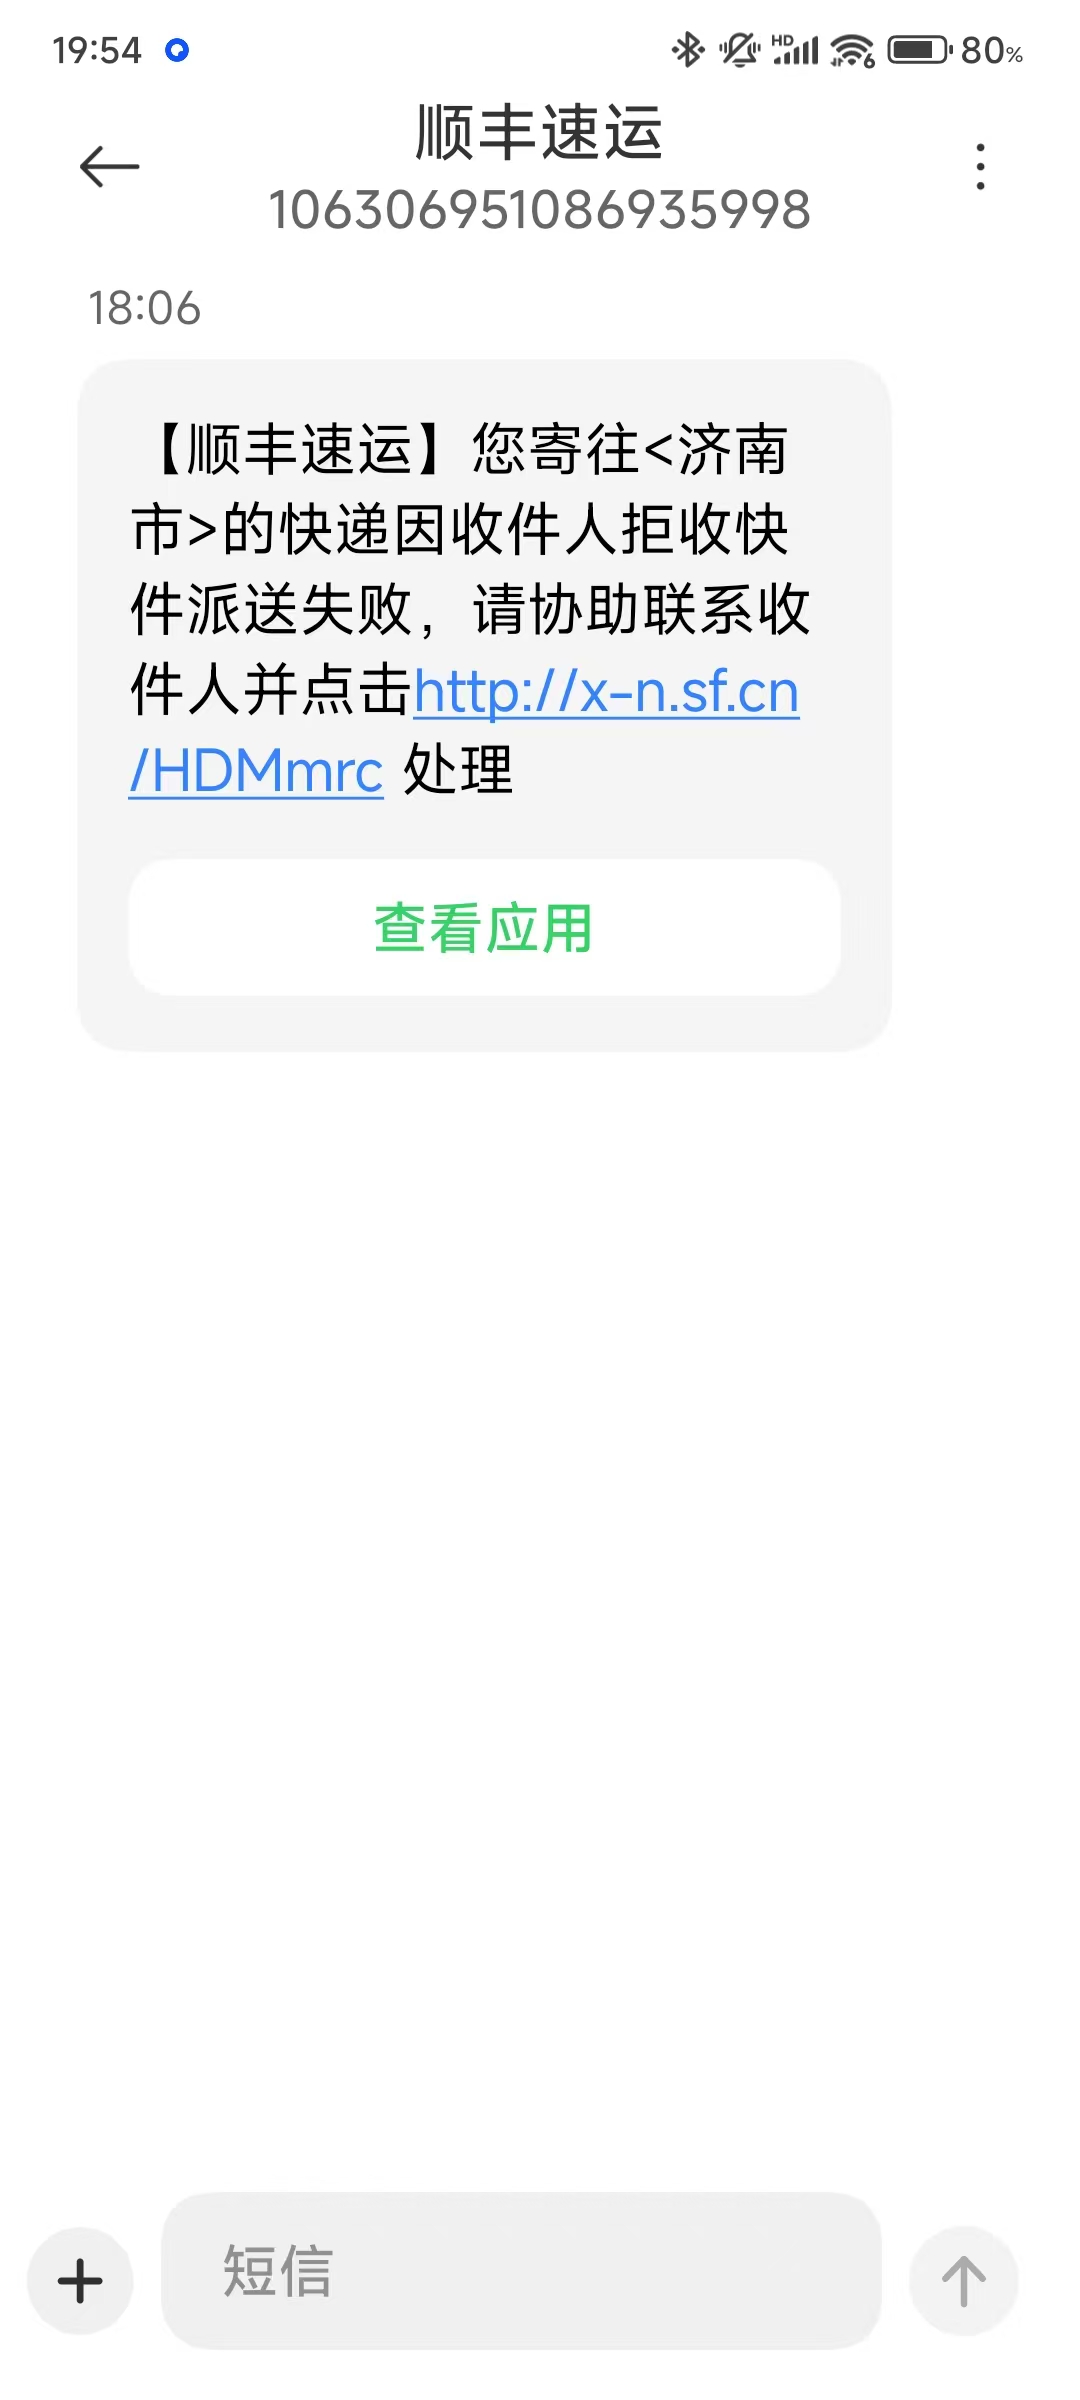 19:54
HD
6
80%
顺丰速运
106306951086935998
18:06
【顺丰速运】您寄往<济南
市>的快递因收件人拒收快
件派送失败，请协助联系收
件人并点击http://x-n.sf.cn
/HDMmrc 处理
查看应用
短信